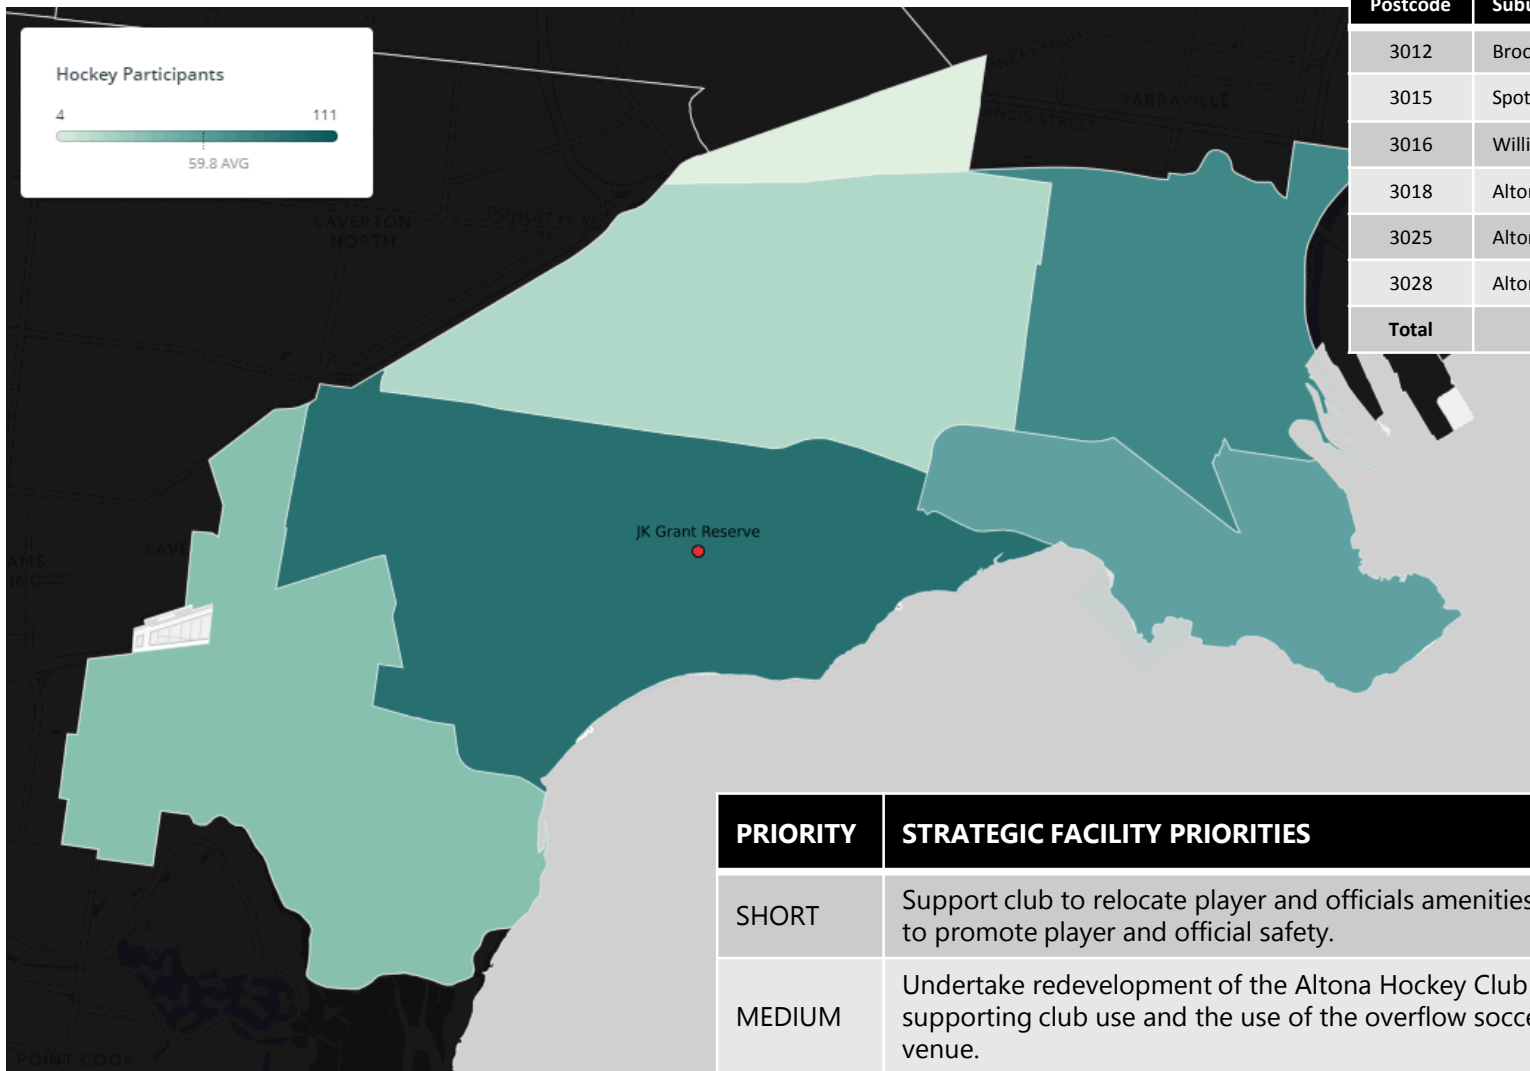 Hockey Participants
4 111
59.8 AVG
YARRAVILLE
LAVERTON
NORTH
DOHERTYS
JK Grant Reserve
POINT COOK
Postcode
3012
3015
3016
3018
3025
3028
Total
PRIORITY STRATEGIC FACILITY PRIORITIES
SHORT
Support club to relocate player and officials amenities
to promote player and official safety.
MEDIUM
Undertake redevelopment of the Altona Hockey Club
supporting club use and the use of the overflow
venue.